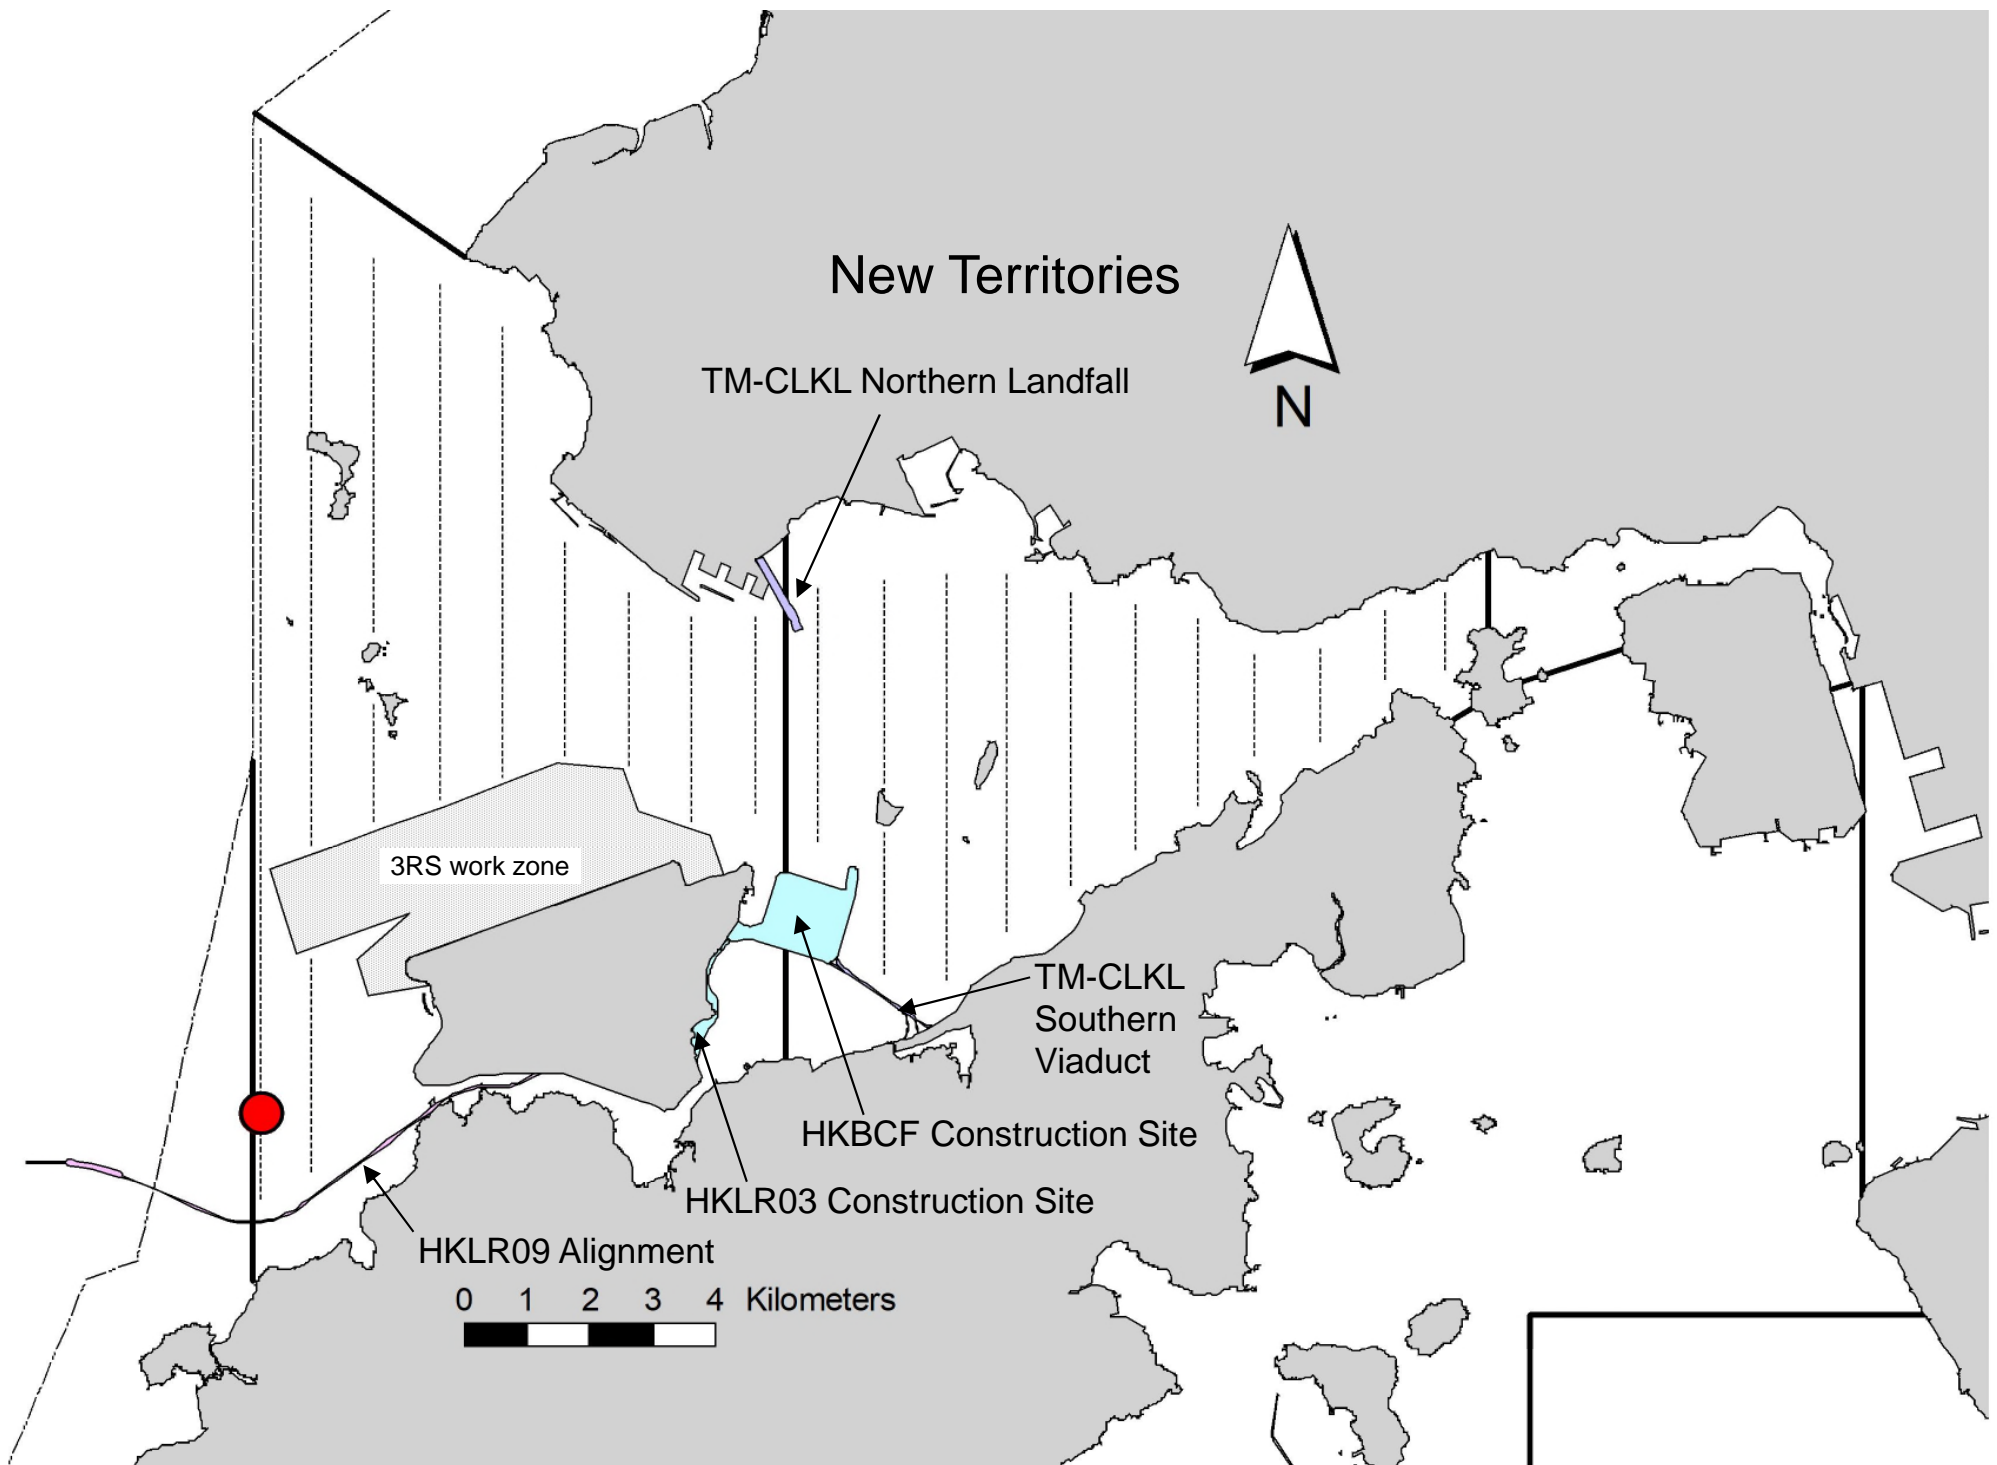 New Territories
TM-CLKL Northern Landfall
N
3RS work zone
TM-CLKL
Southern
Viaduct
HKBCF Construction Site
HKLR03 Construction Site
HKLR09 Alignment
0 1 2 3 4 Kilometers